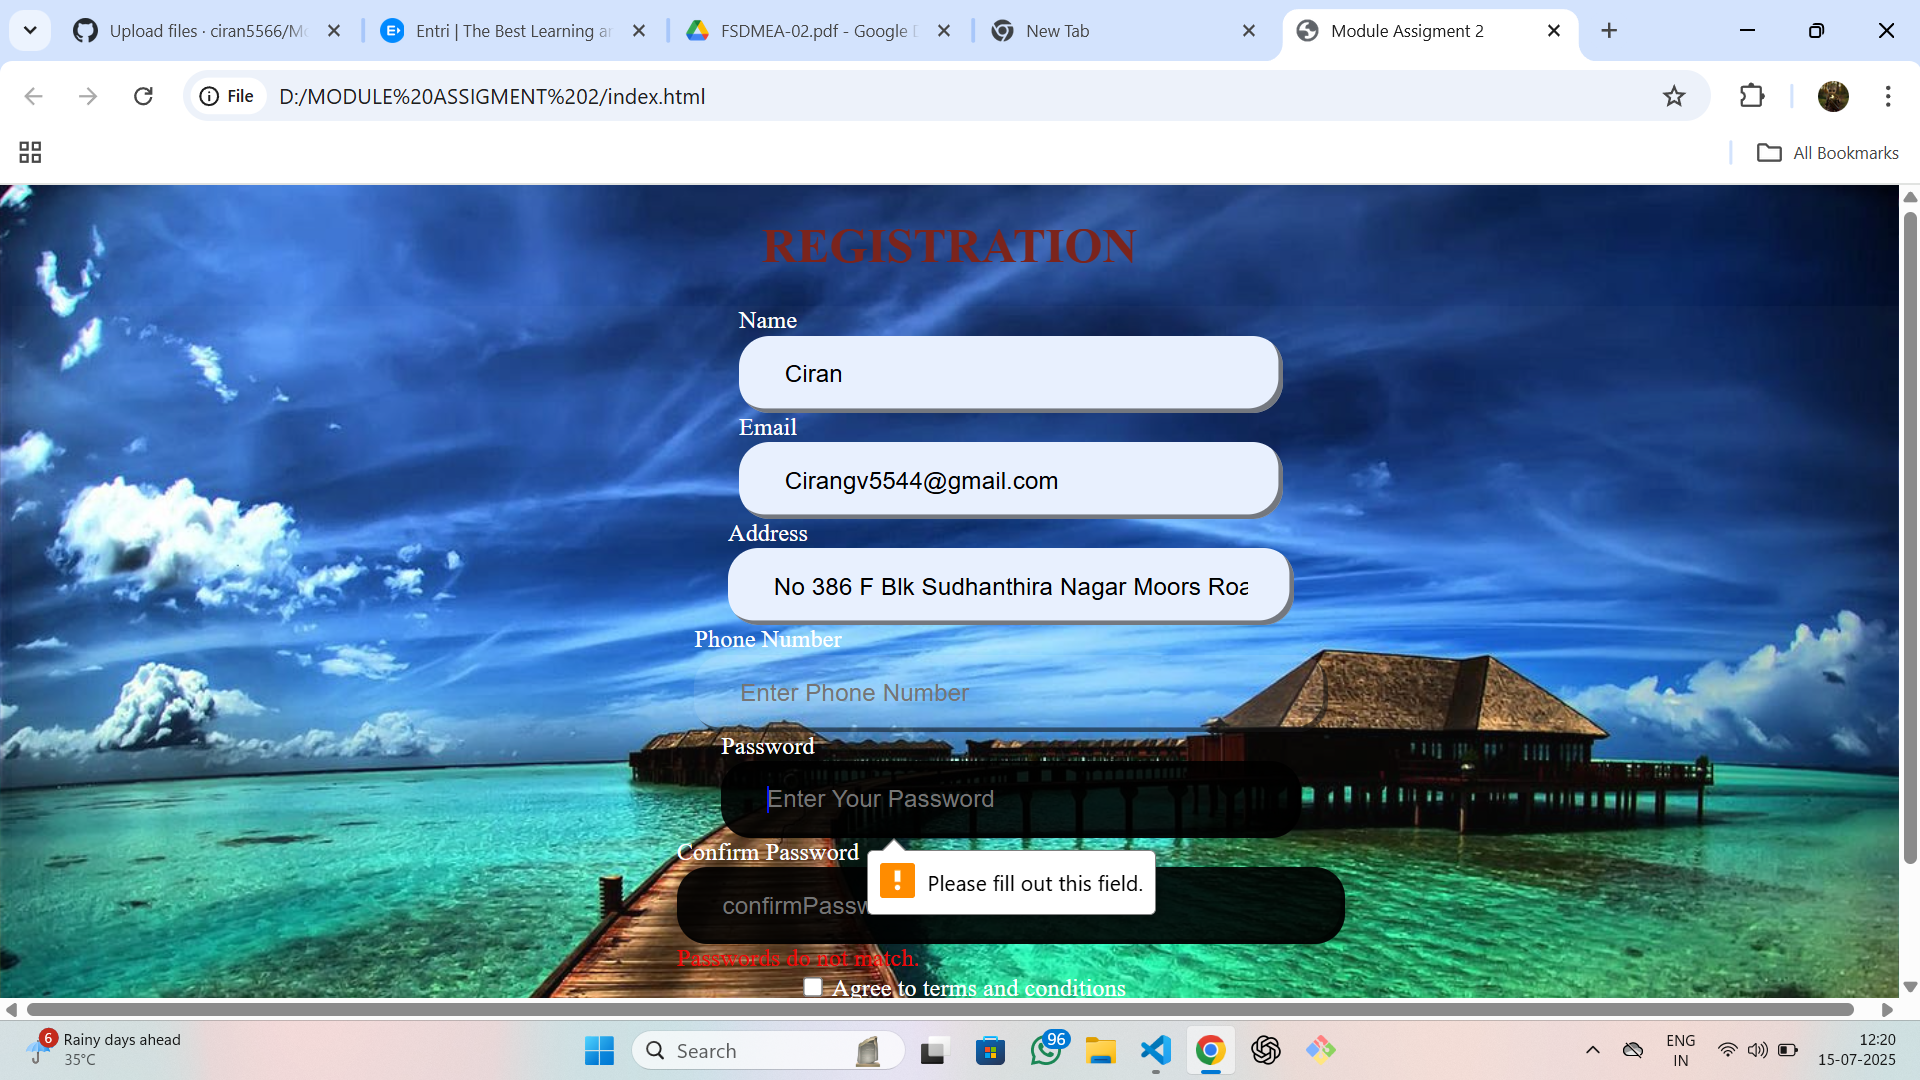 Upload files · ciran5566/Mo
Entri | The Best Learning an
FSDMEA-02.pdf - Google D
New Tab
Module Assigment 2
File
D:/MODULE%20ASSIGMENT%202/index.html
All Bookmarks
REGISTRATION
Name
Ciran
Email
Cirangv5544@gmail.com
Address
No 386 F Blk Sudhanthira Nagar Moors Roa
Phone Number
Enter Phone Number
Password
Enter Your Password
Confirm Password
Please fill out this field.
confirmPassw
Passwords do not match.
Agree to terms and conditions
6
Rainy days ahead
35°C
Search
96
ENG
IN
12:20
15-07-2025